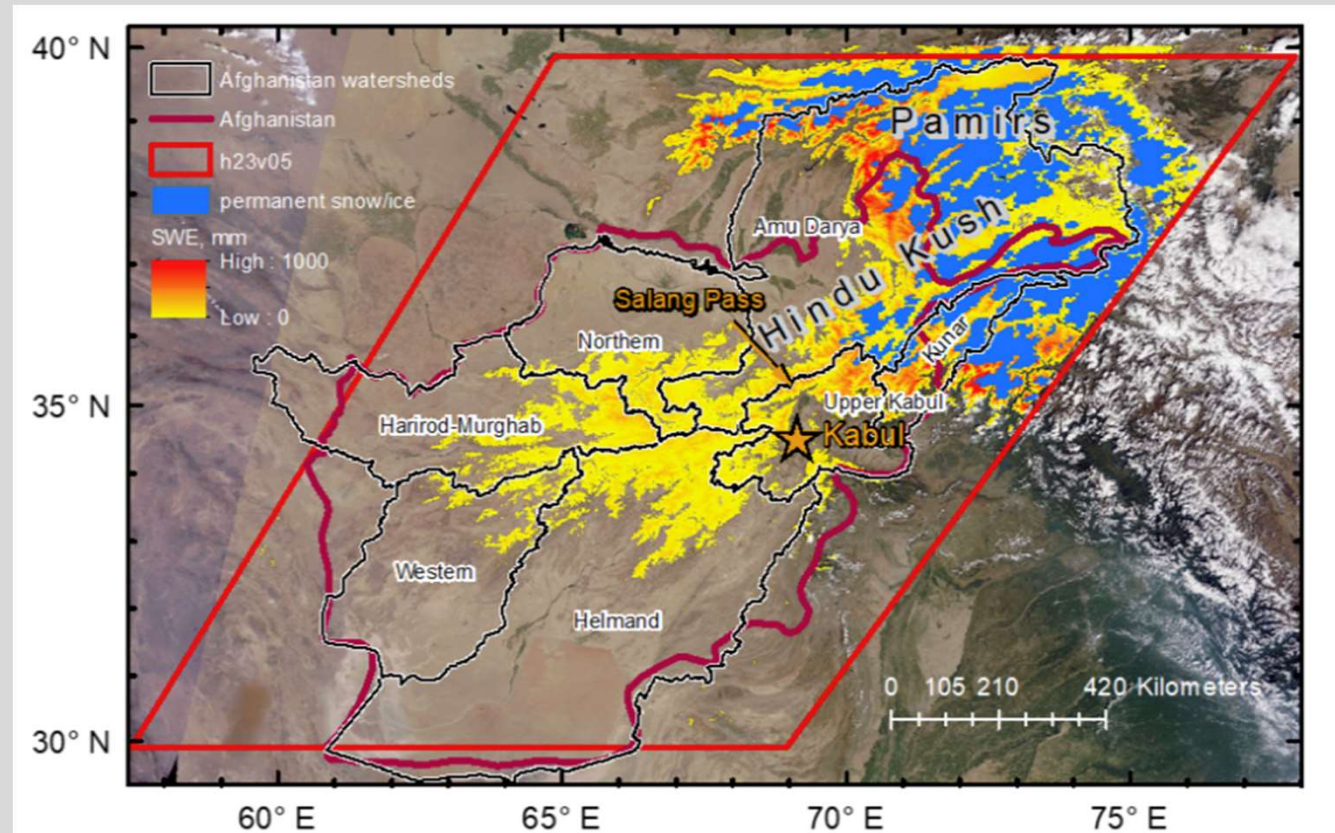 40° N
35° N
30° N
Afghanistan watersheds
Afghanistan
h23v05
permanent snow/ice
SWE, mm
High : 1000
Low : 0
Pamirs
Amu Darya
Hindu Kush
Salang Pass
Northern
Kunar
Harirod-Murghab
Upper Kabul
Kabul
Western
Helmand
0 105 210 420 Kilometers
60° E 65° E 70° E 75° E